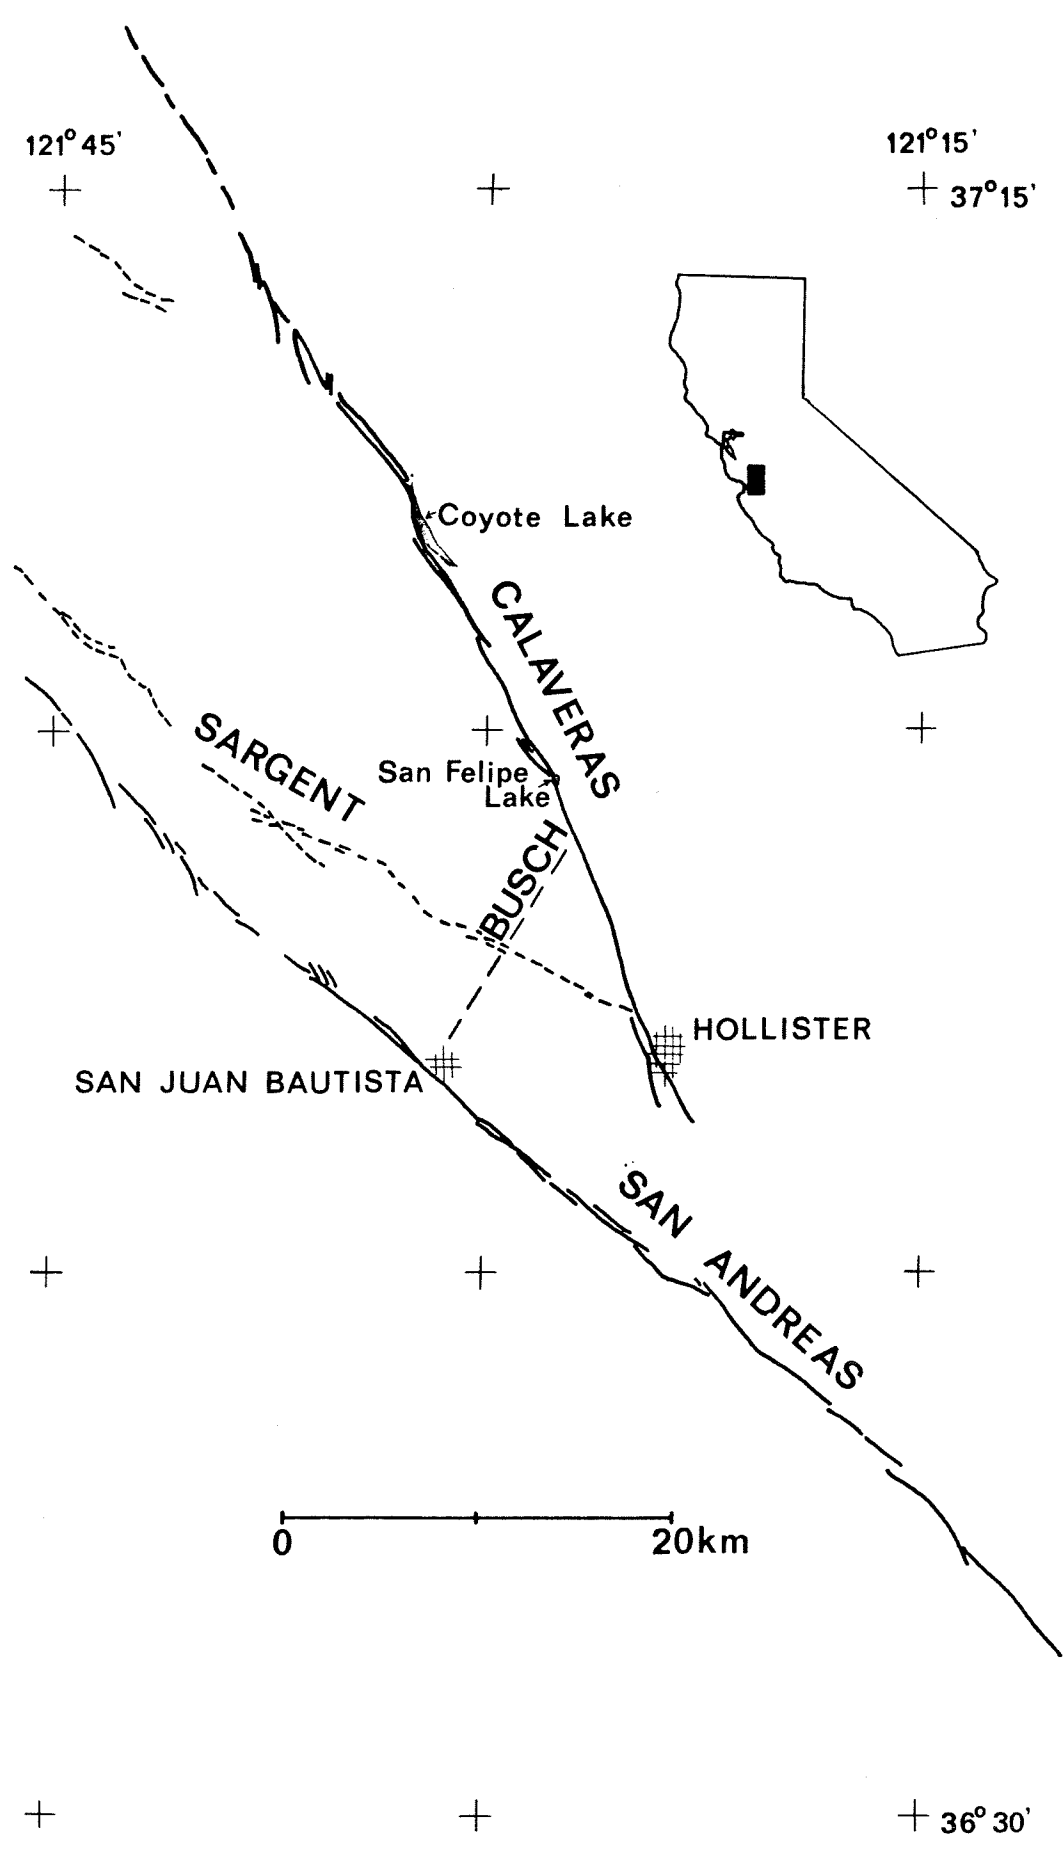 121°45'
121°15'
37°15'
Coyote Lake
CALAVERAS
SARGENT
San Felipe
Lake
BUSCH
HOLLISTER
SAN JUAN BAUTISTA
SAN ANDREAS
0
20km
36°30'